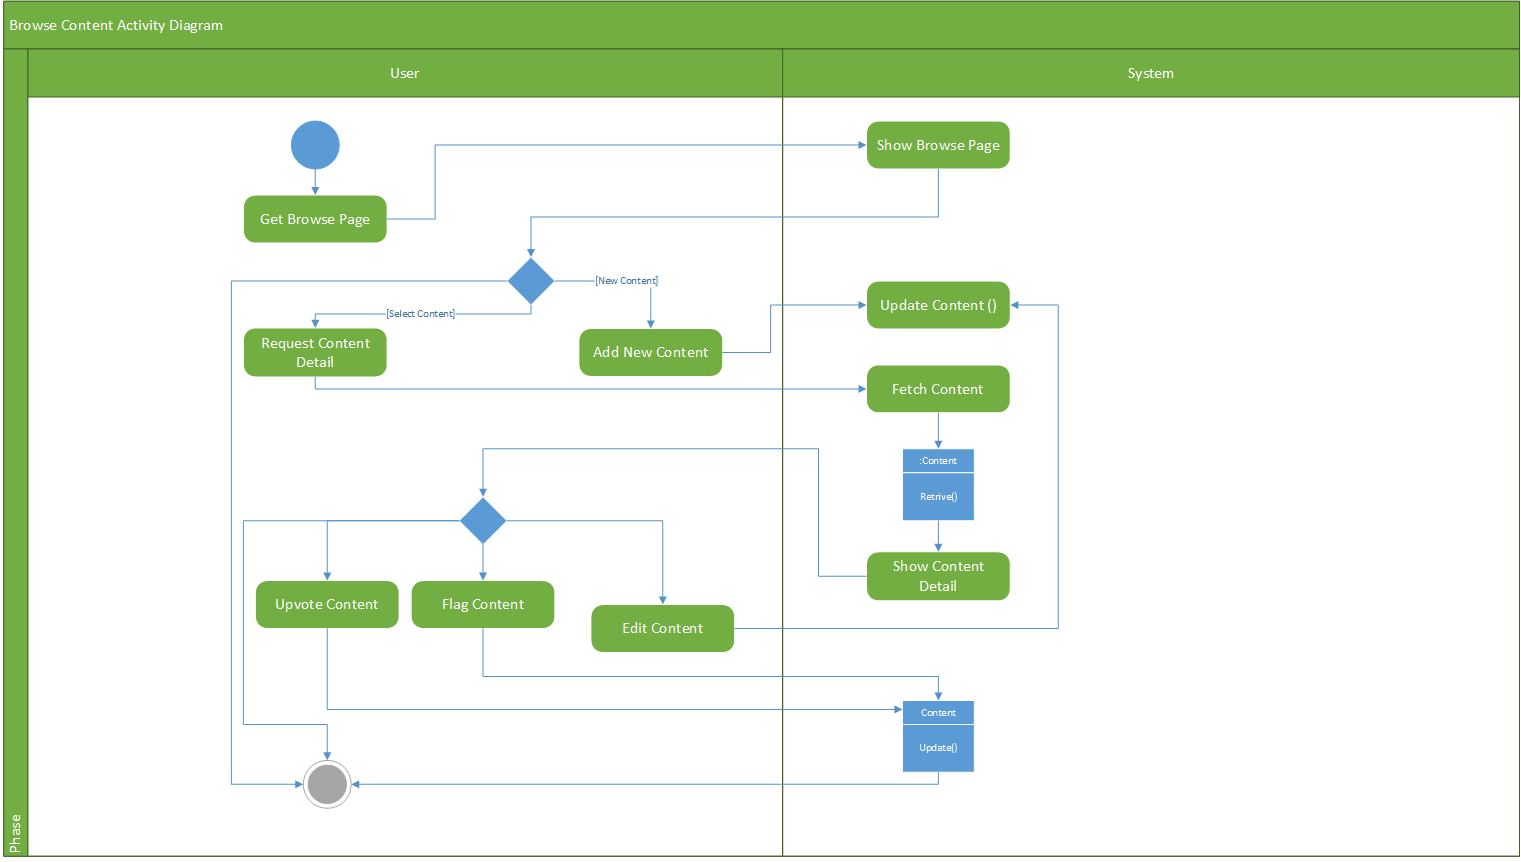 Browse Content Activity Diagram
User
System
Show Browse Page
Get Browse Page
[New Content]
Update Content ()
[Select Content]
Request Content
Detail
Add New Content
Fetch Content
:Content
Retrive()
Show Content
Detail
Upvote Content
Flag Content
Edit Content
Content
Update()
Phase